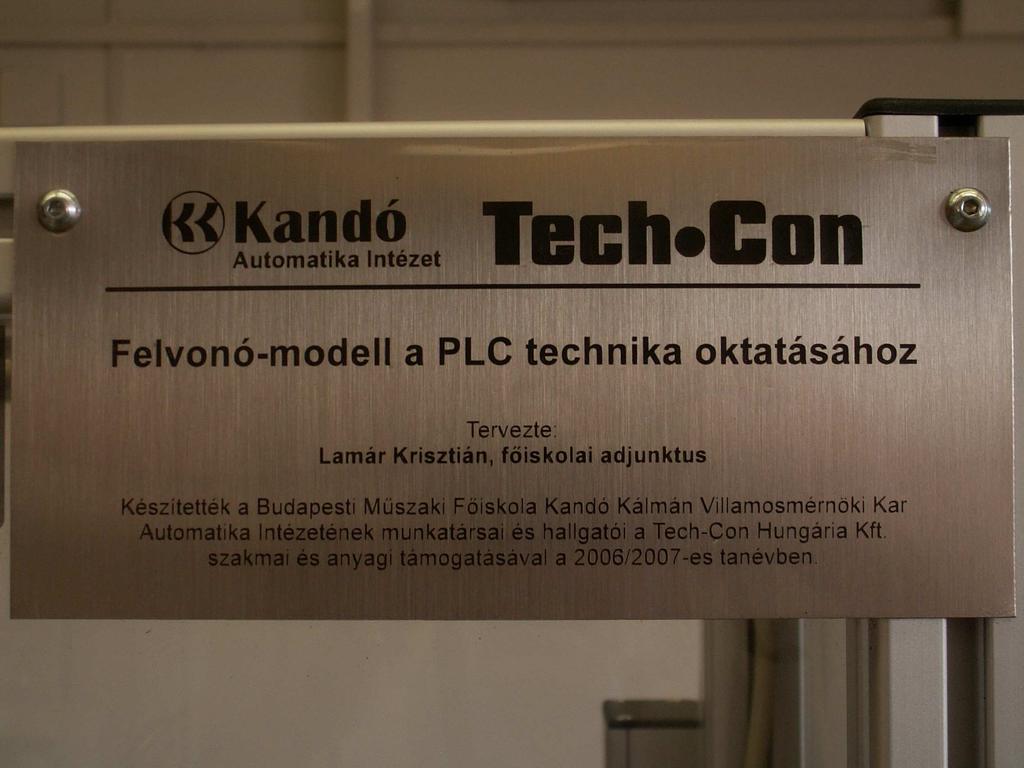 Kandó
Automatika Intézet
Tech•Con
Felvonó-modell a PLC technika oktatásához
Tervezte:
Lamár Krisztián, főiskolai adjunktus
Készítették a Budapesti Műszaki Főiskola Kandó Kálmán Villamosmérnöki Kar
Automatika Intézetének munkatársai és hallgatói a Tech-Con Hungária Kft.
szakmai és anyagi támogatásával a 2006/2007-es tanévben.